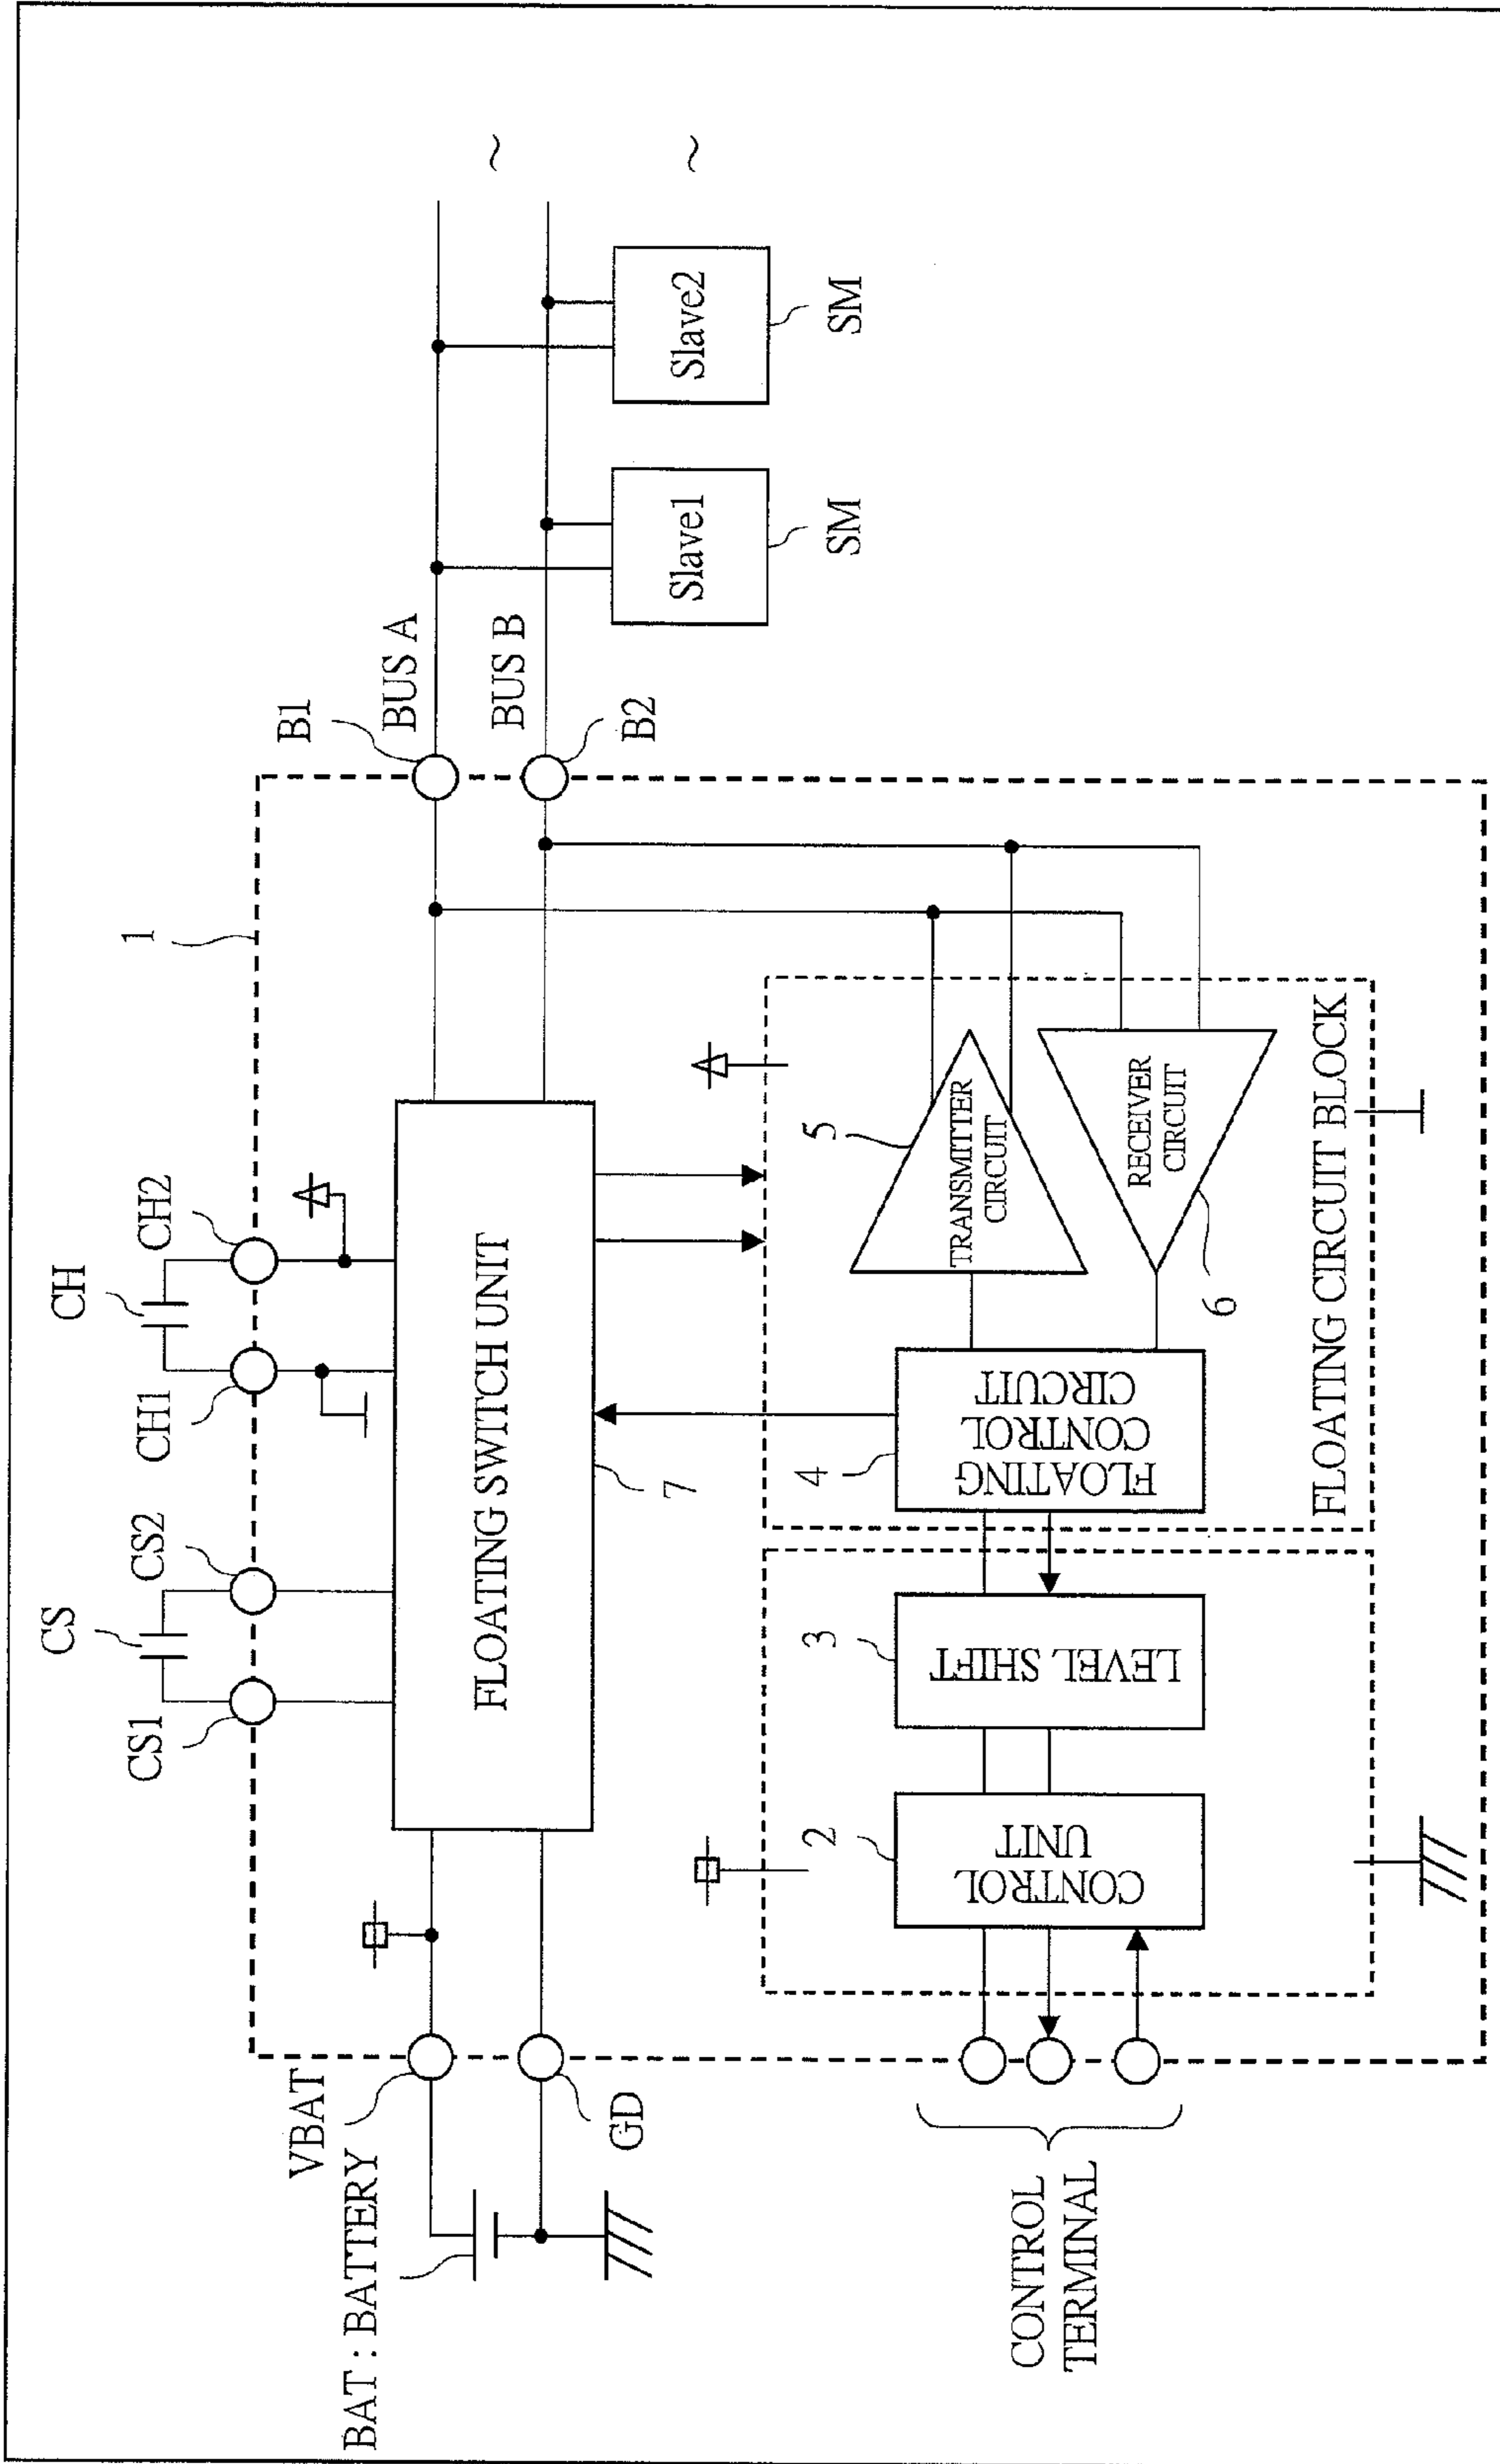 CS
CH
CS1
CS2
CH1
CH2
1
B1
BUS A
BUS B
B2
VBAT
BAT : BATTERY
GD
FLOATING SWITCH UNIT
7
Slave1
Slave2
SM
SM
~
~
2
3
4
5
6
CONTROL
UNIT
LEVEL SHIFT
FLOATING
CONTROL
CIRCUIT
TRANSMITTER
CIRCUIT
RECEIVER
CIRCUIT
FLOATING CIRCUIT BLOCK
CONTROL
TERMINAL